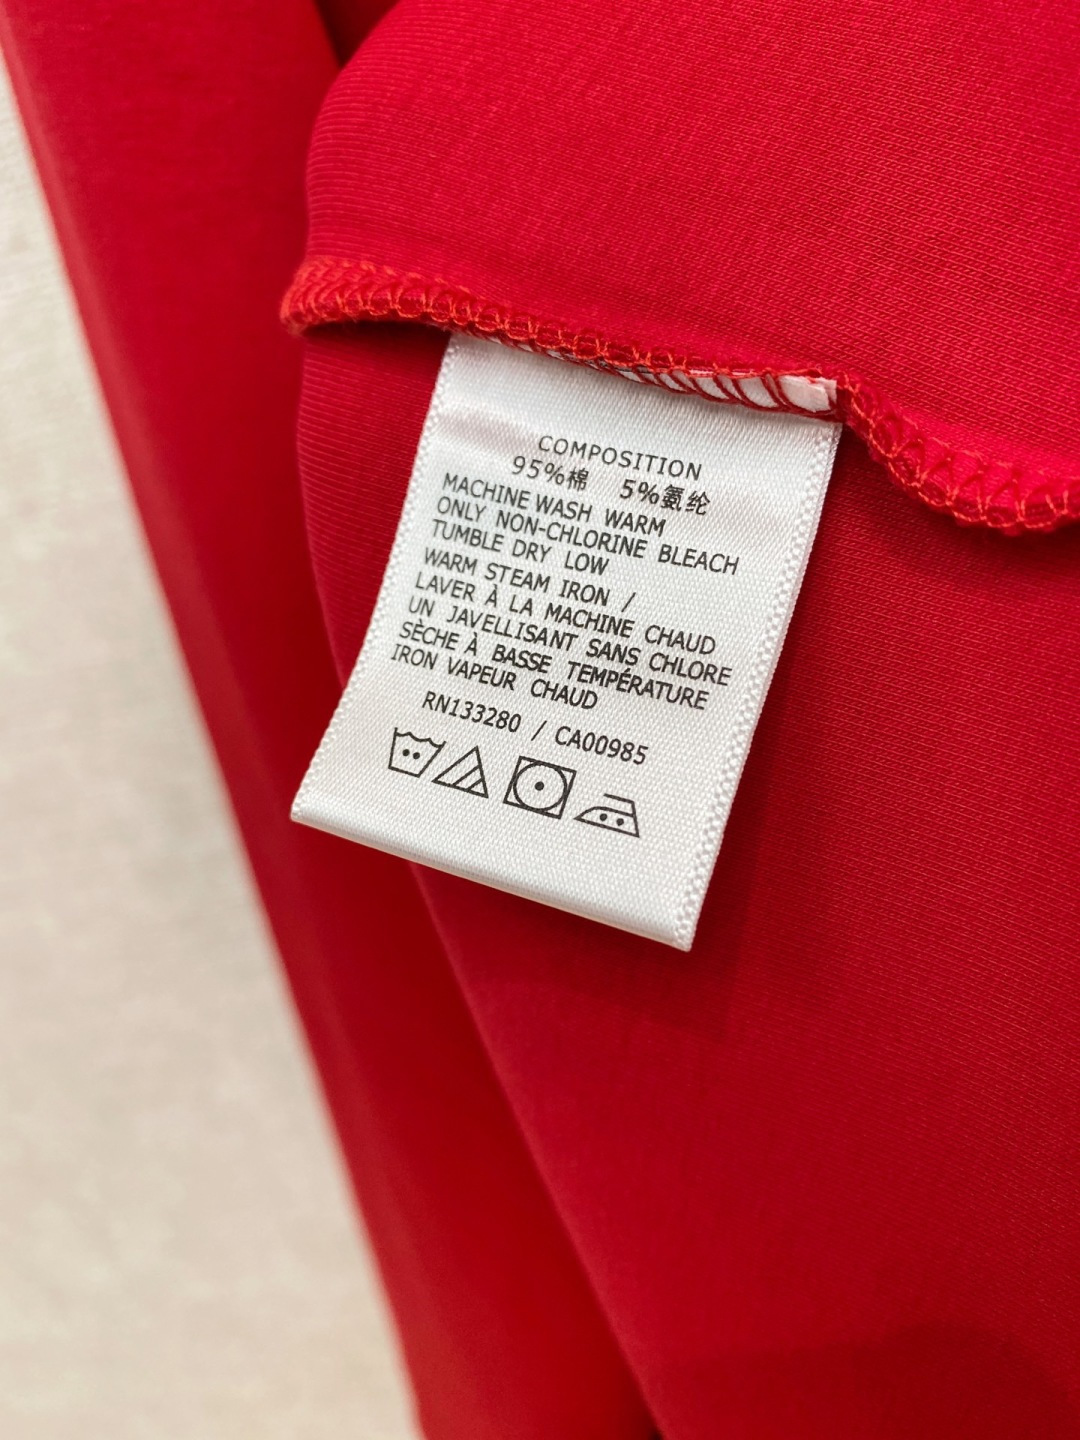 COMPOSITION
95%棉 5%氨纶
MACHINE WASH WARM
ONLY NON-CHLORINE BLEACH
TUMBLE DRY LOW
WARM STEAM IRON /
LAVER À LA MACHINE CHAUD
UN JAVELLISANT SANS CHLORE
SÈCHE À BASSE TEMPÉRATURE
IRON VAPEUR CHAUD
RN133280 / CA00985